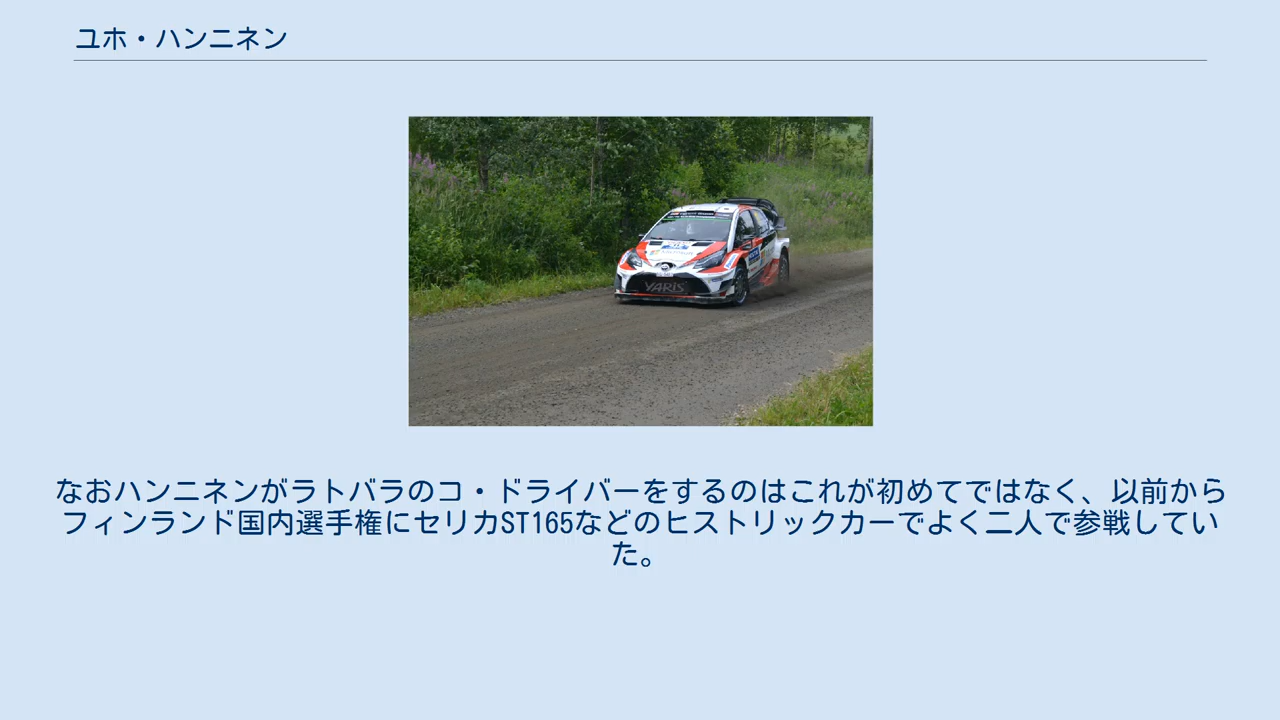 ユホ・ハンニネン
YARIS
なおハンニネンがラトバラのコ・ドライバーをするのはこれが初めてではなく、以前から
フィンランド国内選手権にセリカST165などのヒストリックカーでよく二人で参戦してい
た。